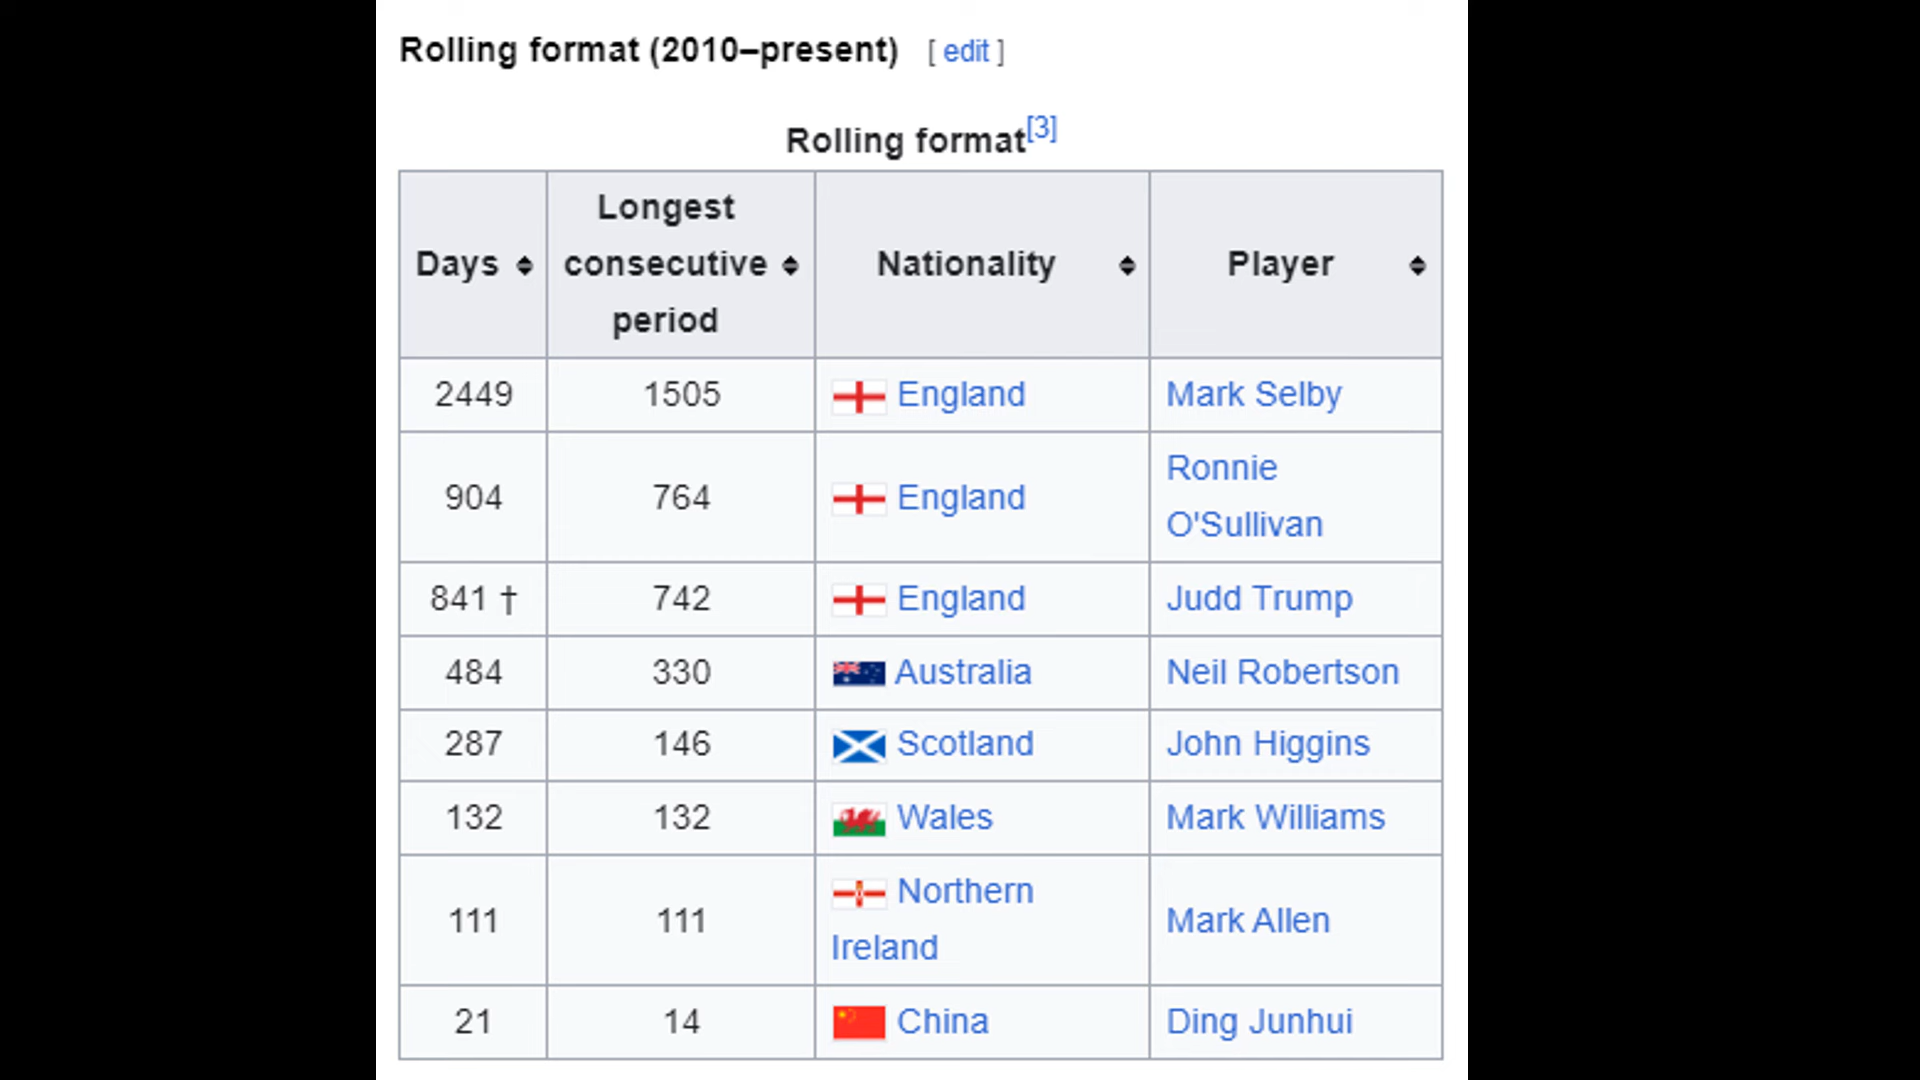 Rolling format (2010–present) [ edit ]
Rolling format[3]
Days
Longest
consecutive
period
Nationality
Player
2449 1505 England Mark Selby
904 764 England Ronnie
O'Sullivan
841 † 742 England Judd Trump
484 330 Australia Neil Robertson
287 146 Scotland John Higgins
132 132 Wales Mark Williams
111 111 Northern
Ireland
Mark Allen
21 14 China Ding Junhui